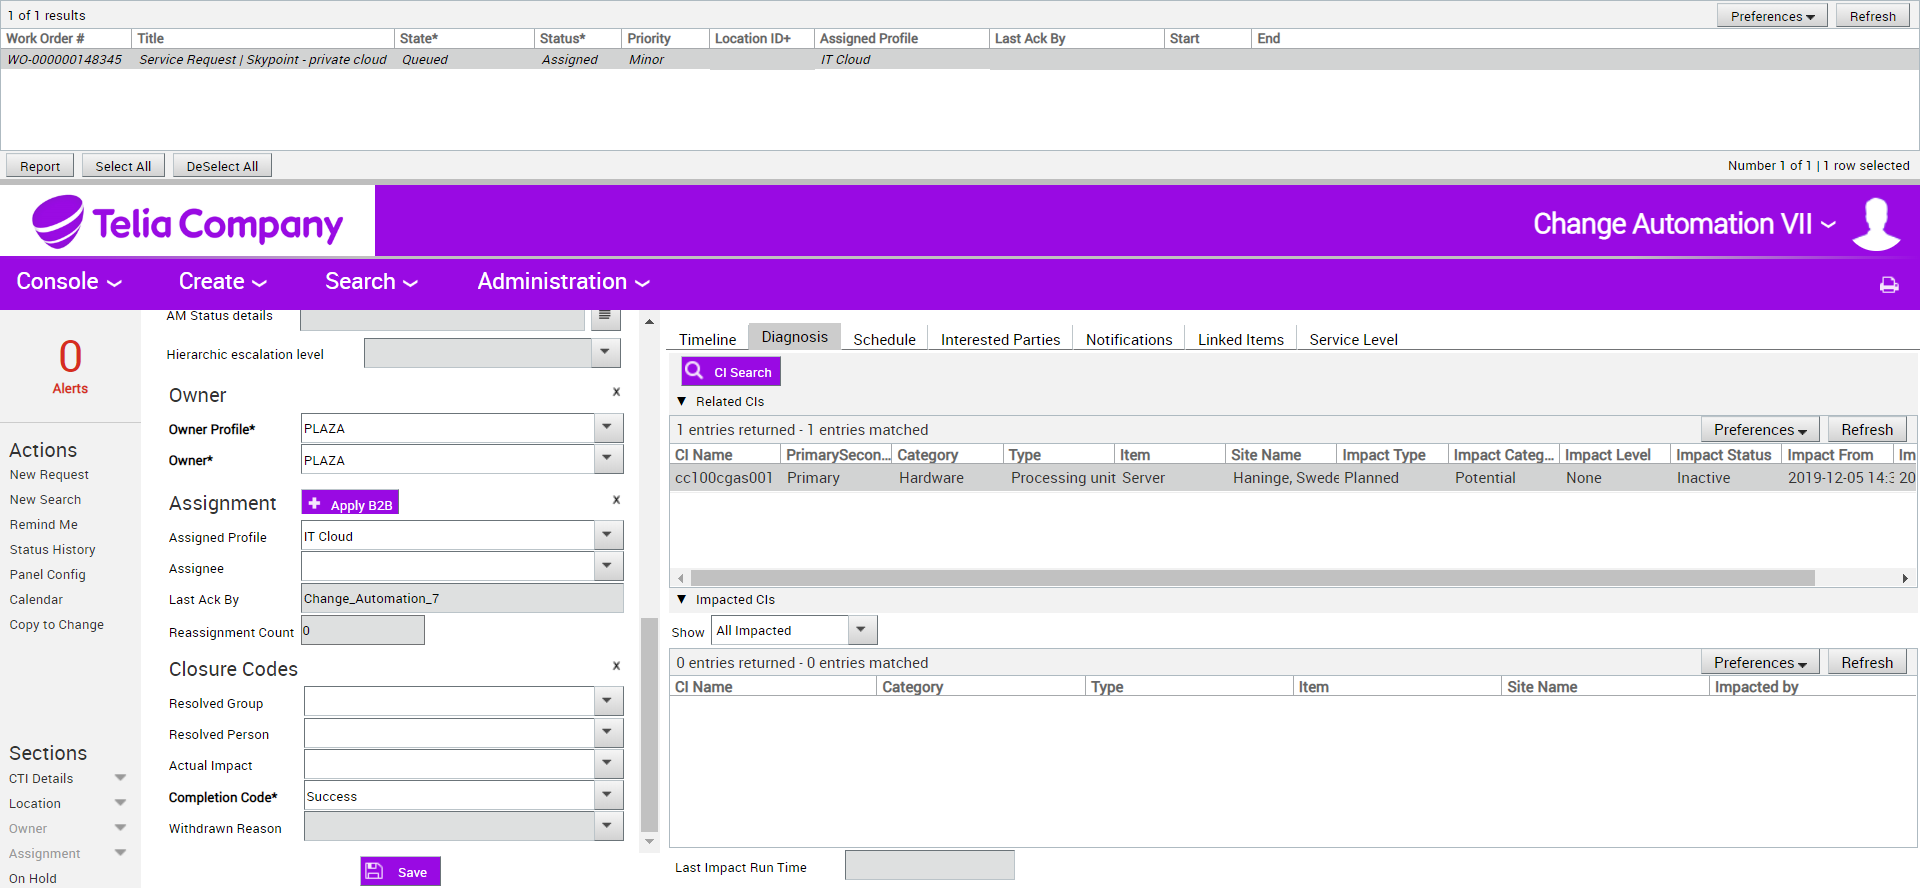 1 of 1 results
Preferences
Refresh
Work Order # Title State* Status* Priority Location ID+ Assigned Profile Last Ack By Start End
WO-000000148345 Service Request | Skypoint - private cloud Queued Assigned Minor IT Cloud
Report Select All DeSelect All
Number 1 of 1 | 1 row selected
Telia Company
Change Automation VII
Console Create Search Administration
0
Alerts
Actions
New Request
New Search
Remind Me
Status History
Panel Config
Calendar
Copy to Change
Sections
CTI Details
Location
Owner
Assignment
On Hold
AM Status details
Hierarchic escalation level
Owner x
Owner Profile* PLAZA
Owner* PLAZA
Assignment Apply B2B x
Assigned Profile IT Cloud
Assignee
Last Ack By Change_Automation_7
Reassignment Count 0
Closure Codes x
Resolved Group
Resolved Person
Actual Impact
Completion Code* Success
Withdrawn Reason
Save
Timeline Diagnosis Schedule Interested Parties Notifications Linked Items Service Level
CI Search
Related CIs
1 entries returned - 1 entries matched Preferences Refresh
CI Name PrimarySecon... Category Type Item Site Name Impact Type Impact Categ... Impact Level Impact Status Impact From Im
cc100cgas001 Primary Hardware Processing unit Server Haninge, Swede Planned Potential None Inactive 2019-12-05 14:3 20
Impacted CIs
Show All Impacted
0 entries returned - 0 entries matched Preferences Refresh
CI Name Category Type Item Site Name Impacted by
Last Impact Run Time